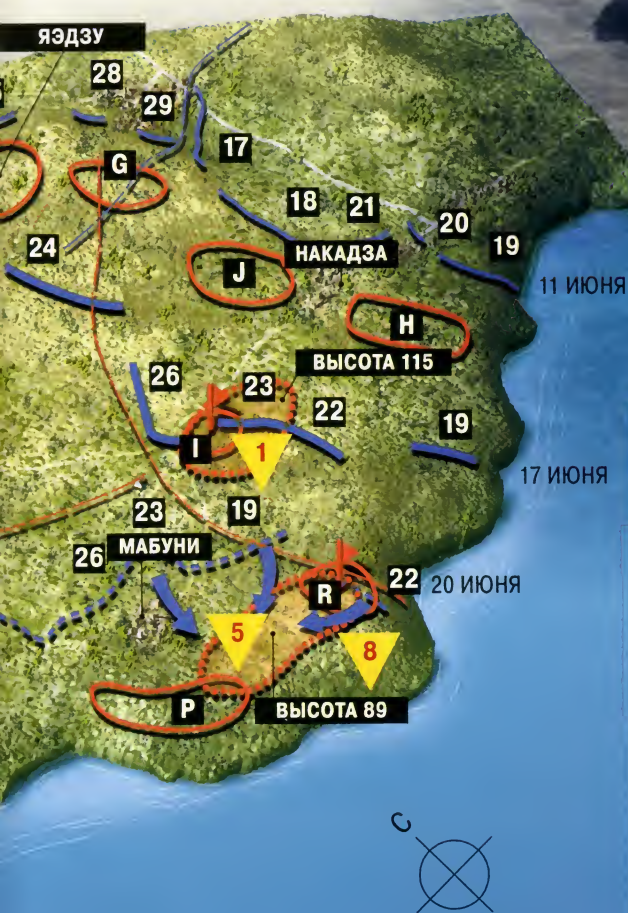 ЯЭДЗУ
28
29
G
17
18
21
20
24
НАКАДЗА
19
J
11 ИЮНЯ
H
26
23
ВЫСОТА 115
22
19
I
1
17 ИЮНЯ
23
19
26
МАБУНИ
R
22
20 ИЮНЯ
5
8
P
ВЫСОТА 89
С